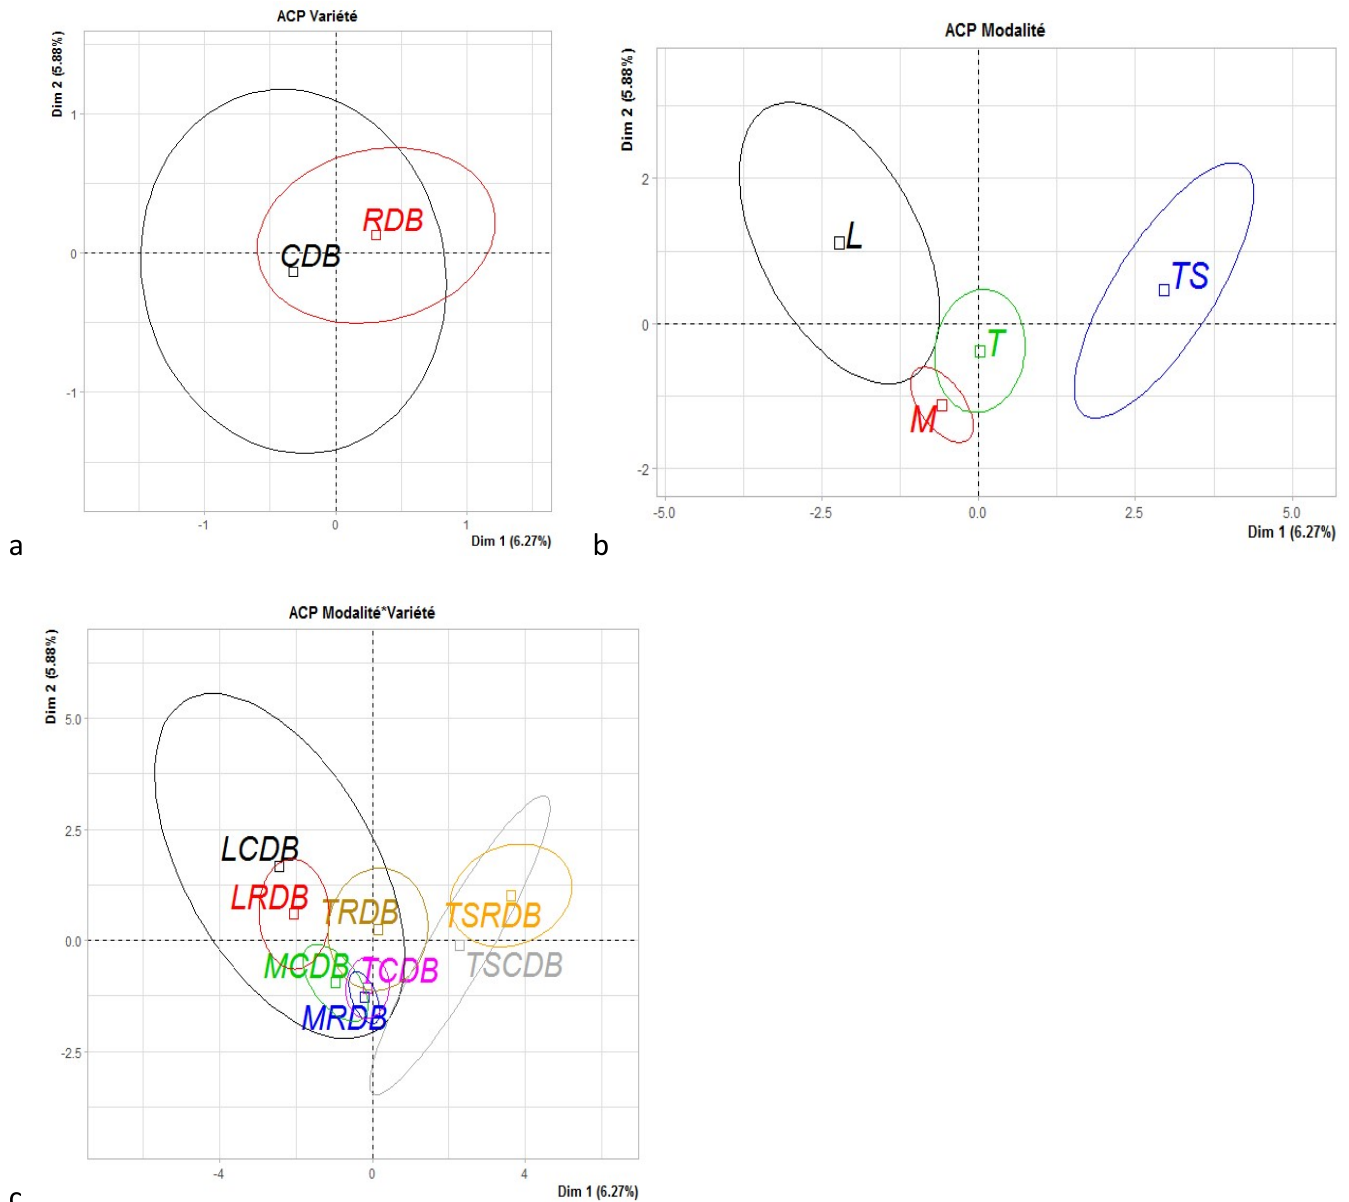 ACP Variété
Dim 2 (5.88%)
1
0
-1
RDB
CDB
-1
0
1
Dim 1 (6.27%)
a
ACP Modalité
Dim 2 (5.88%)
2
0
-2
L
TS
T
M
-5.0
-2.5
0.0
2.5
5.0
Dim 1 (6.27%)
b
ACP Modalité*Variété
Dim 2 (5.88%)
5.0
2.5
0.0
-2.5
LCDB
LRDB
TRDB
TSRDB
MCDB
TCDB
TSCDB
MRDB
-4
0
4
Dim 1 (6.27%)
c